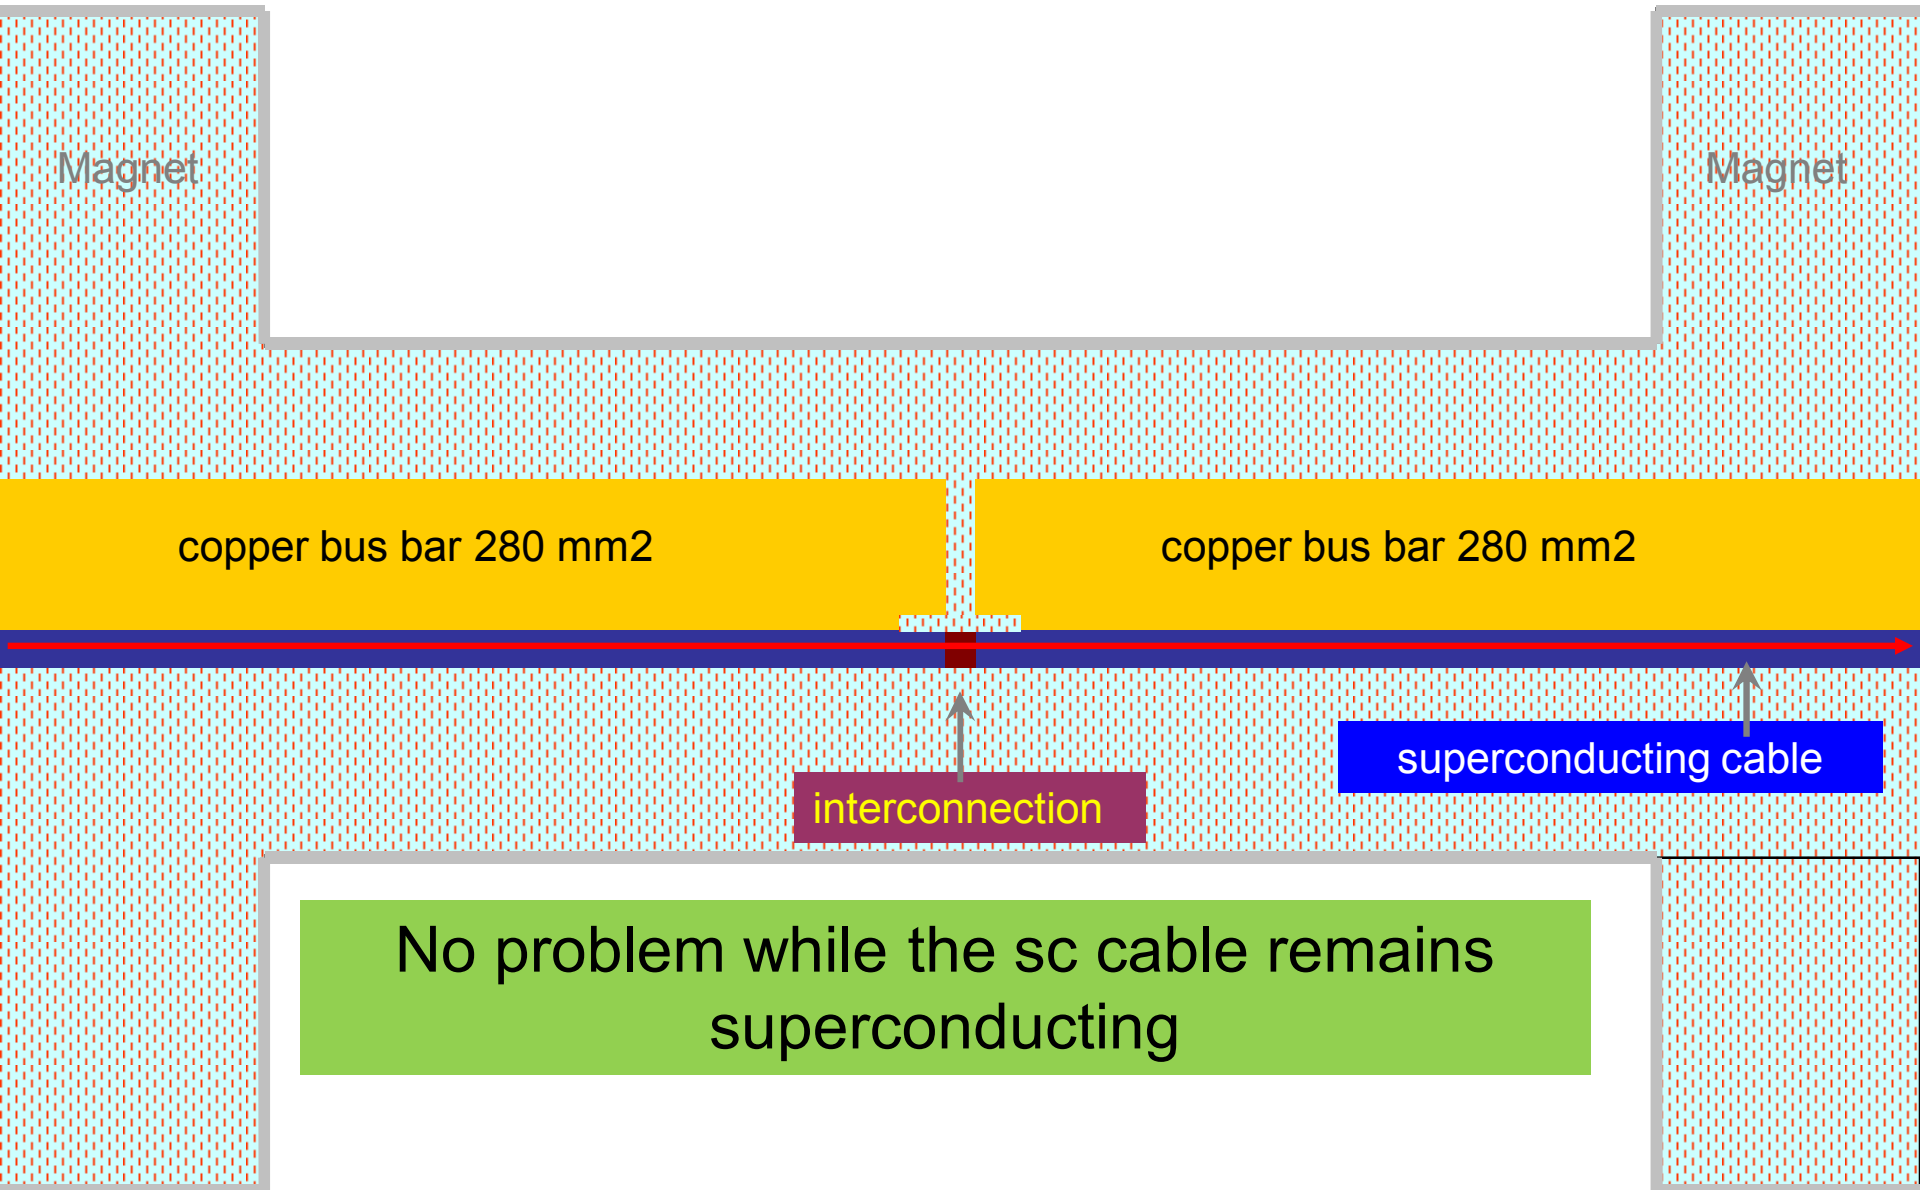 Magnet
Magnet
copper bus bar 280 mm2
copper bus bar 280 mm2
superconducting cable
interconnection
No problem while the sc cable remains
superconducting